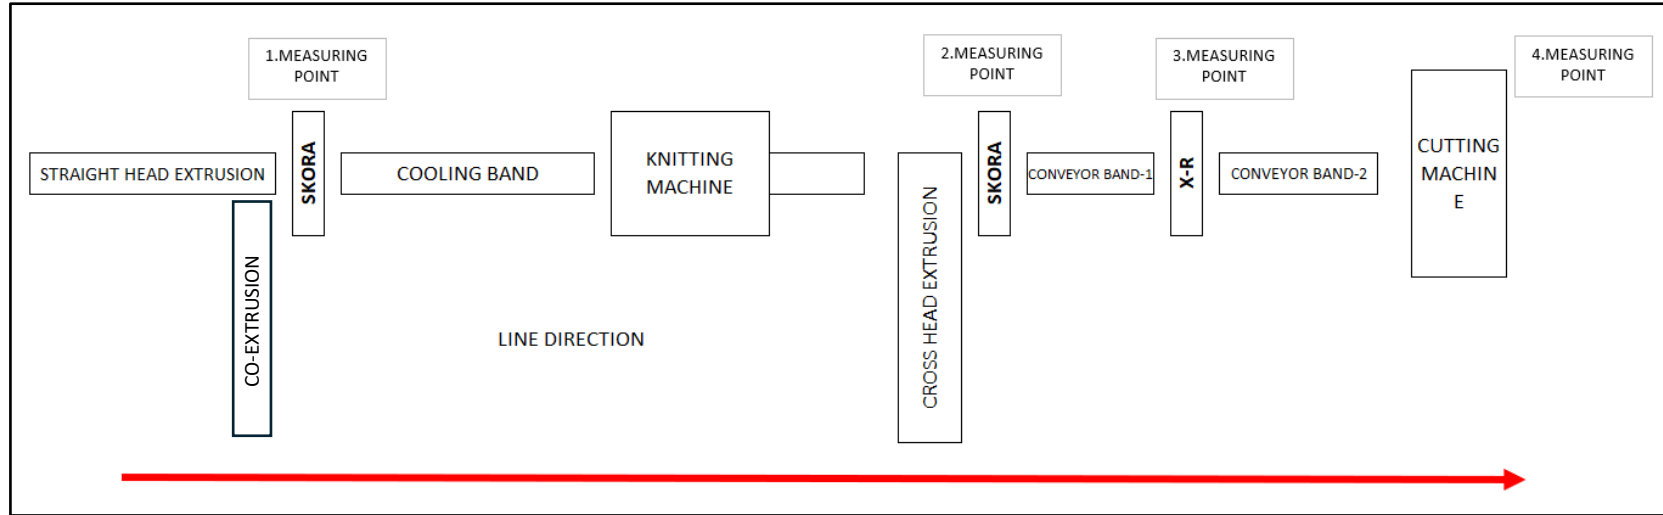 1.MEASURING
POINT
2.MEASURING
POINT
3.MEASURING
POINT
4.MEASURING
POINT
STRAIGHT HEAD EXTRUSION
SKORA
COOLING BAND
KNITTING
MACHINE
SKORA
CONVEYOR BAND-1
X-R
CONVEYOR BAND-2
CUTTING
MACHIN
E
CO-EXTRUSION
CROSS HEAD EXTRUSION
LINE DIRECTION